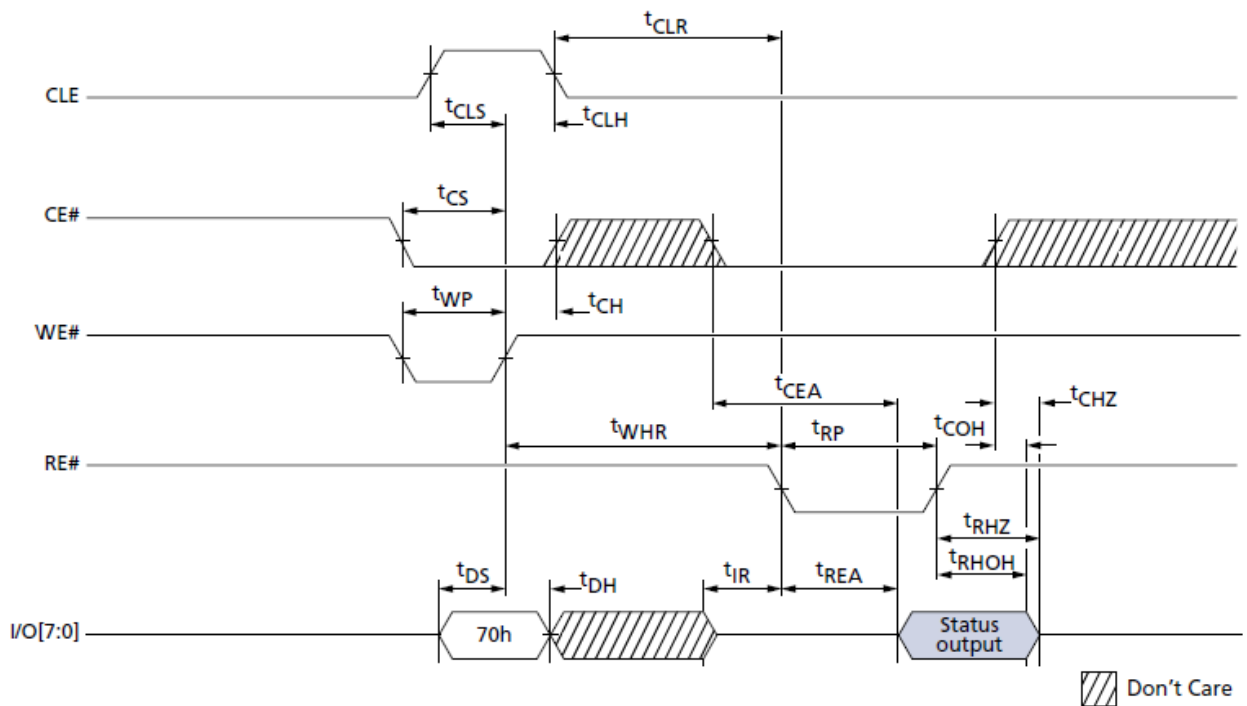 tCLR
CLE
tCLS
tCLH
tCS
CE#
tWP
tCH
WE#
tCEA
tCHZ
tWHR
tRP
tCOH
RE#
tRHZ
tDS
tDH
tIR
tREA
tRHOH
I/O[7:0]
70h
Status
output
Don't Care